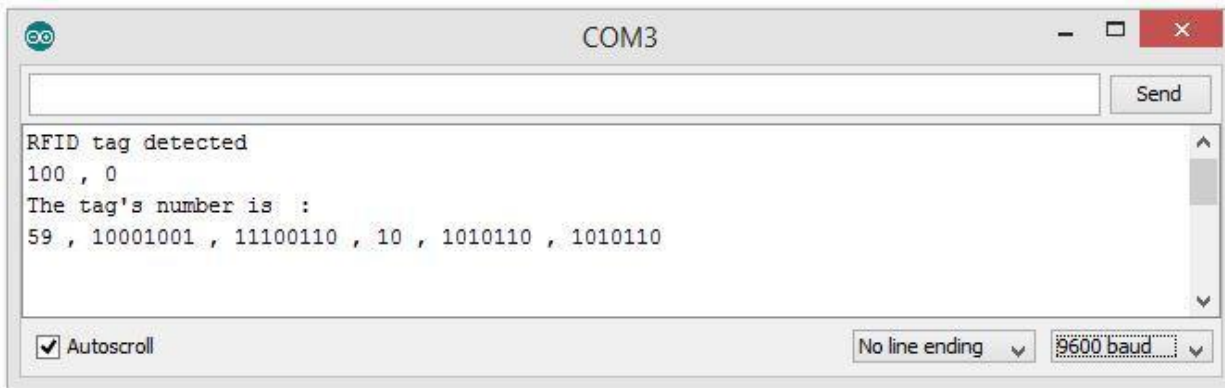 COM3
Send
RFID tag detected
100 , 0
The tag's number is  :
59 , 10001001 , 11100110 , 10 , 1010110 , 1010110
Autoscroll
No line ending
9600 baud